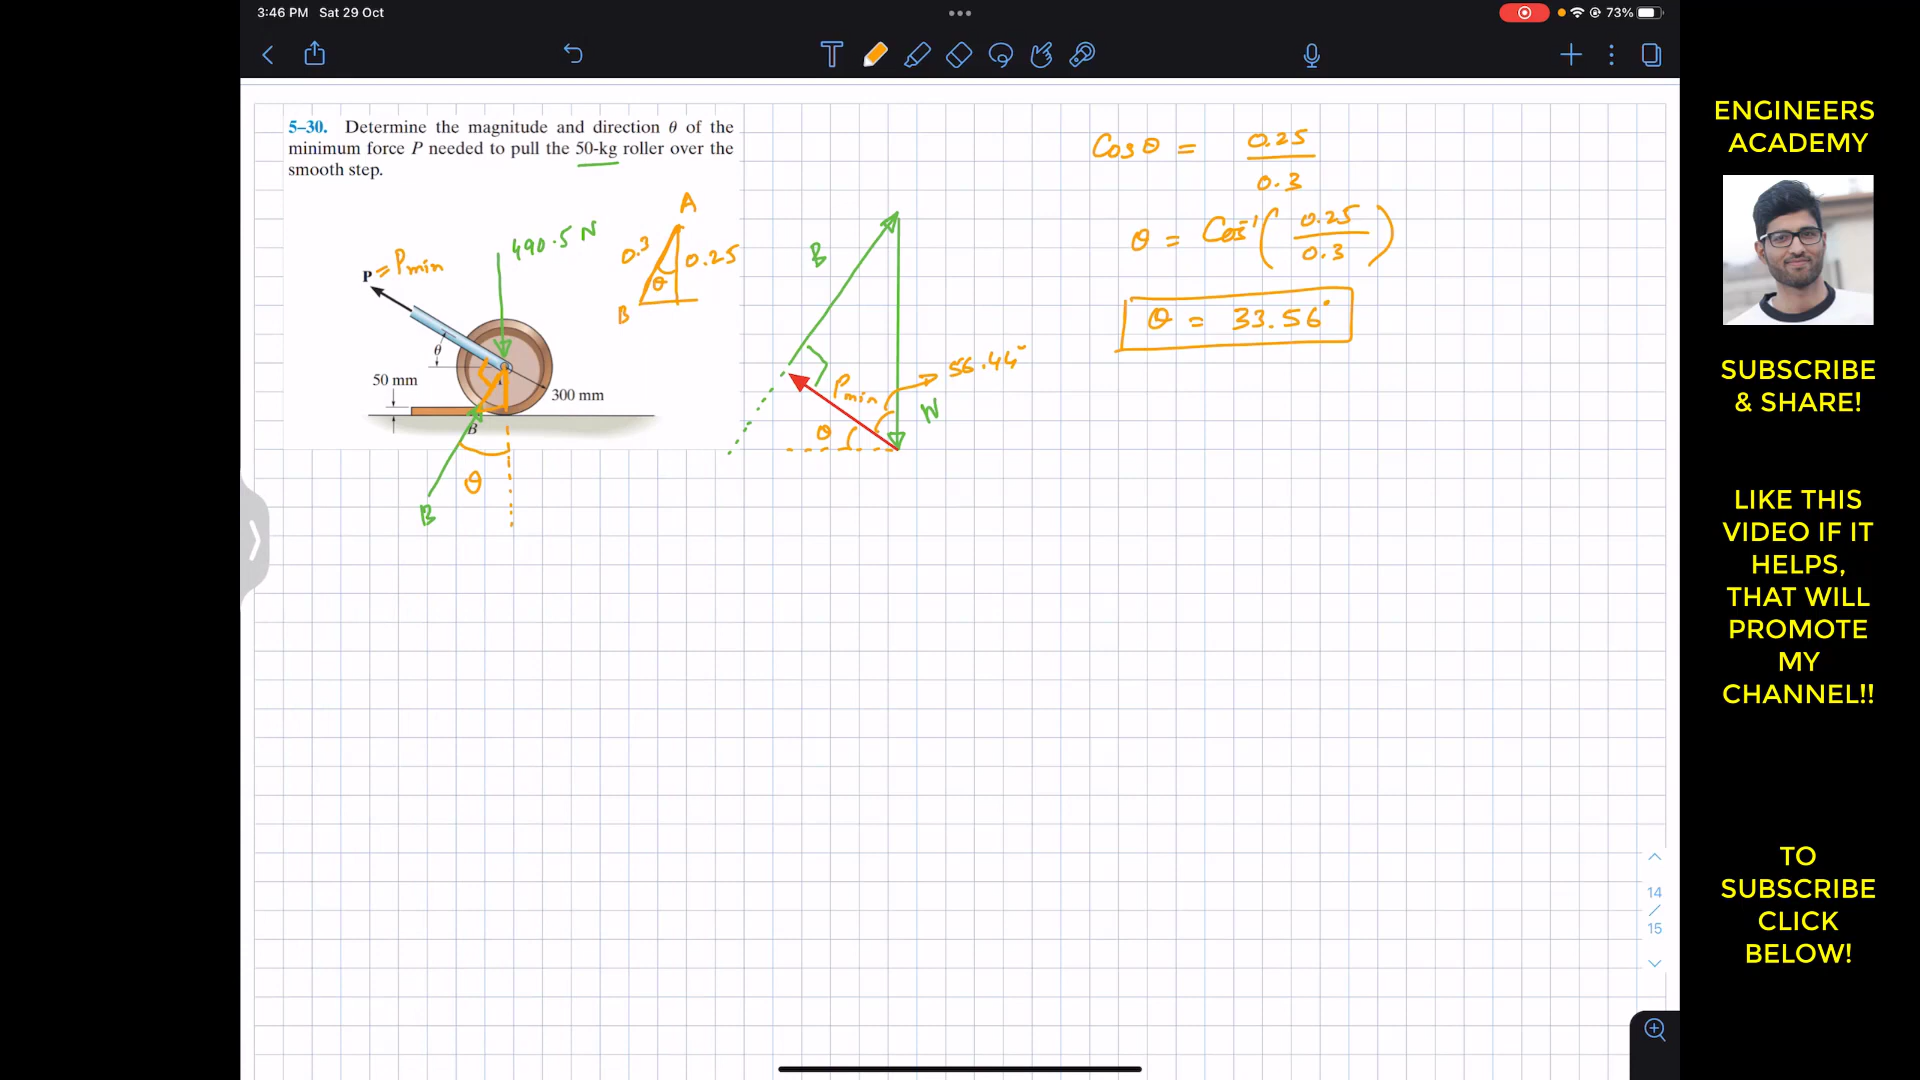 3:46 PM Sat 29 Oct
73%
5–30. Determine the magnitude and direction θ of the
minimum force P needed to pull the 50-kg roller over the
smooth step.
490.5 N
P = Pmin
θ
50 mm
300 mm
B
θ
B
A
0.3
0.25
θ
B
B
Pmin
56.44°
W
θ
Cos θ = 0.25
0.3
θ = Cos⁻¹ ( 0.25
0.3 )
θ = 33.56°
14
/
15
ENGINEERS
ACADEMY
SUBSCRIBE
& SHARE!
LIKE THIS
VIDEO IF IT
HELPS,
THAT WILL
PROMOTE
MY
CHANNEL!!
TO
SUBSCRIBE
CLICK
BELOW!